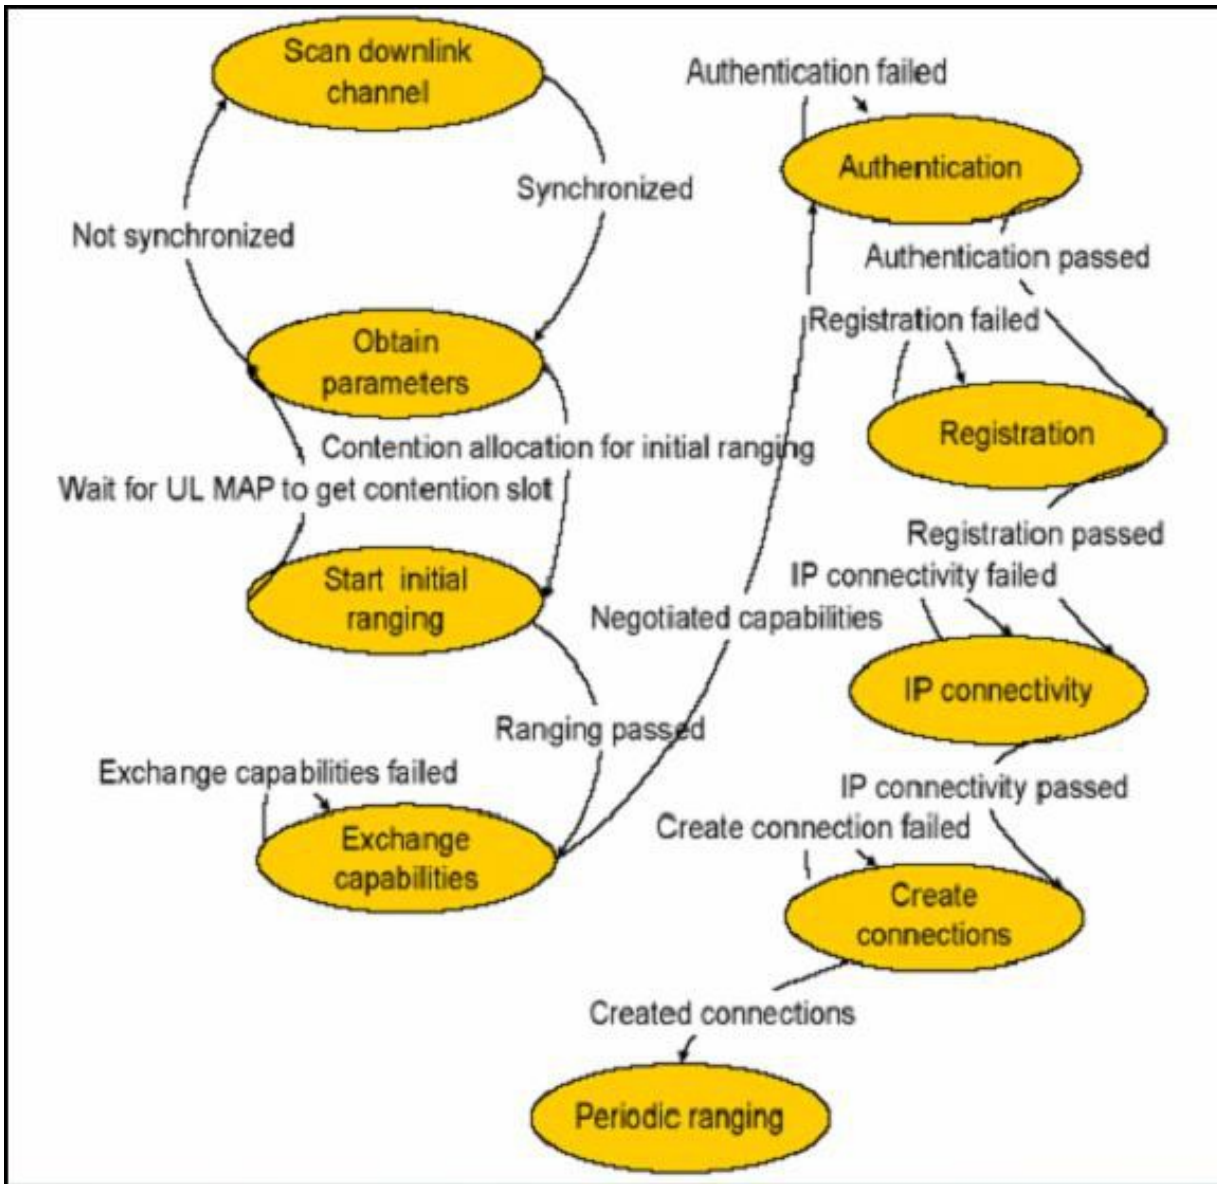 Scan downlink
channel
Synchronized
Not synchronized
Obtain
parameters
Contention allocation for initial ranging
Wait for UL MAP to get contention slot
Start initial
ranging
Ranging passed
Exchange capabilities failed
Exchange
capabilities
Negotiated capabilities
Authentication failed
Authentication
Authentication passed
Registration failed
Registration
Registration passed
IP connectivity failed
IP connectivity
IP connectivity passed
Create connection failed
Create
connections
Created connections
Periodic ranging